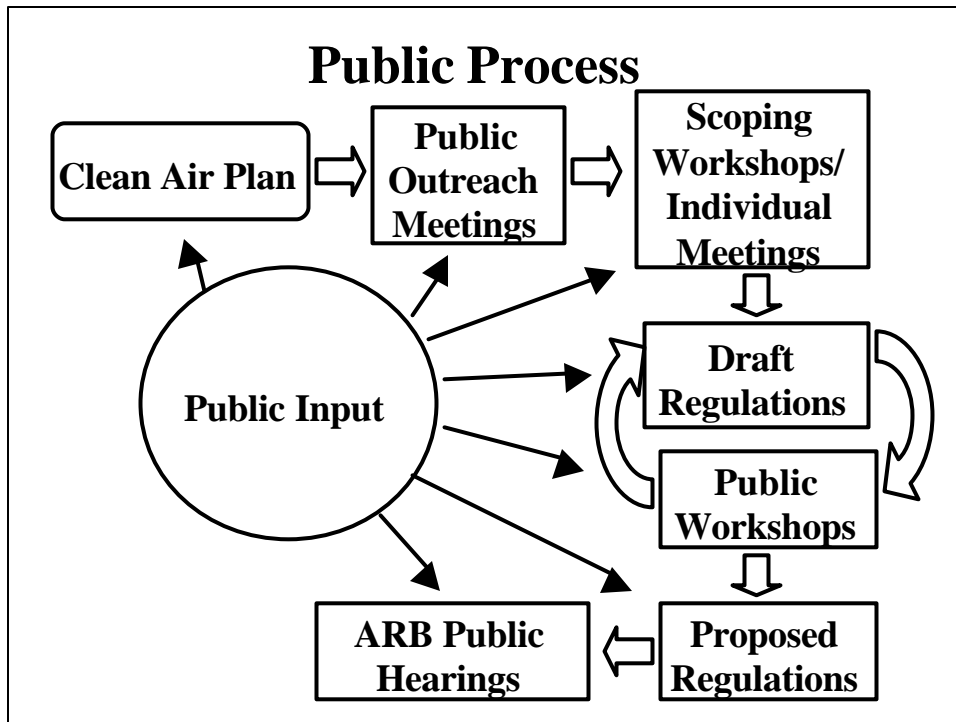 Public Process
Clean Air Plan
Public
Outreach
Meetings
Scoping
Workshops/
Individual
Meetings
Draft
Regulations
Public Input
Public
Workshops
Proposed
Regulations
ARB Public
Hearings